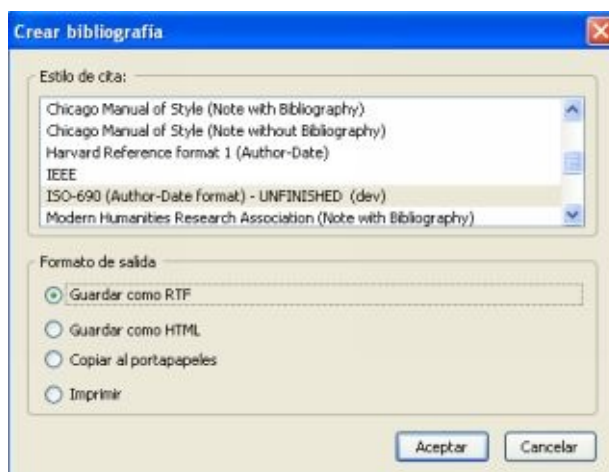 Crear bibliografía
Estilo de cita:
Chicago Manual of Style (Note with Bibliography)
Chicago Manual of Style (Note without Bibliography)
Harvard Reference format 1 (Author-Date)
IEEE
ISO-690 (Author-Date format) - UNFINISHED (dev)
Modern Humanities Research Association (Note with Bibliography)
Formato de salida
Guardar como RTF
Guardar como HTML
Copiar al portapapeles
Imprimir
Aceptar Cancelar